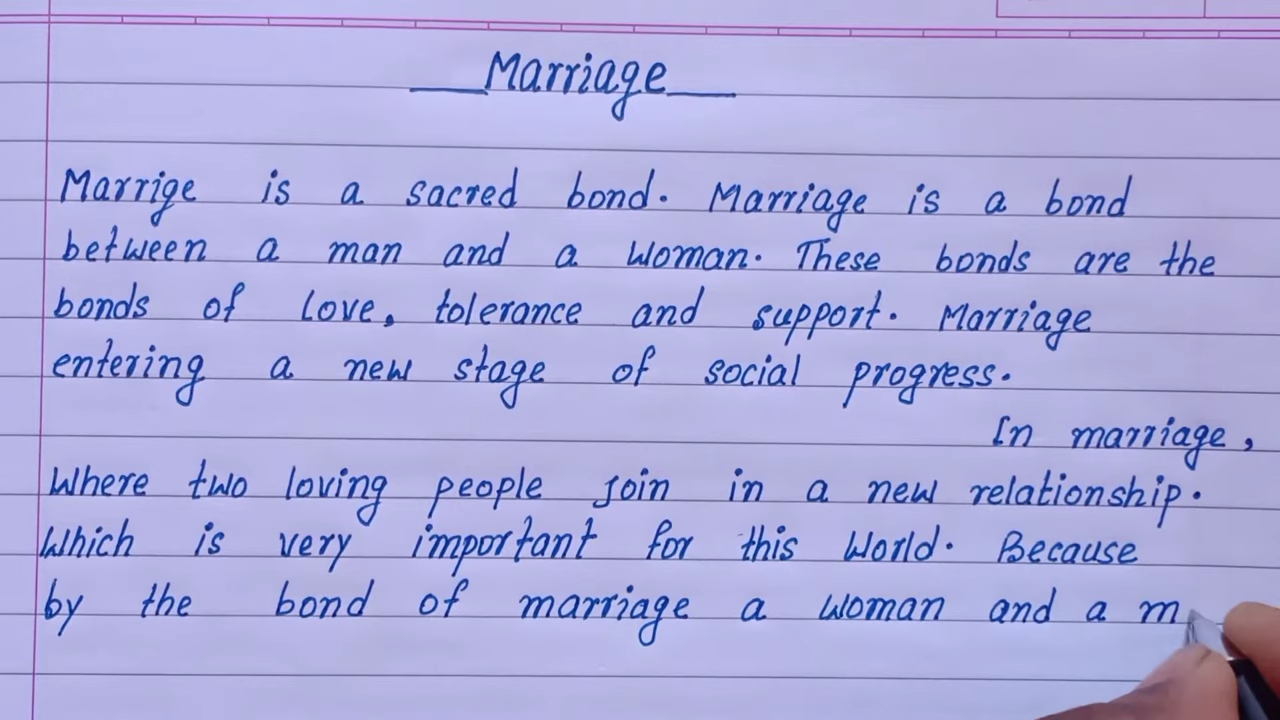 Marriage
Marrige is a sacred bond. Marriage is a bond
between a man and a woman. These bonds are the
bonds of love, tolerance and support. Marriage
entering a new stage of social progress.
In marriage,
Where two loving people join in a new relationship.
Which is very important for this world. Because
by the bond of marriage a woman and a m